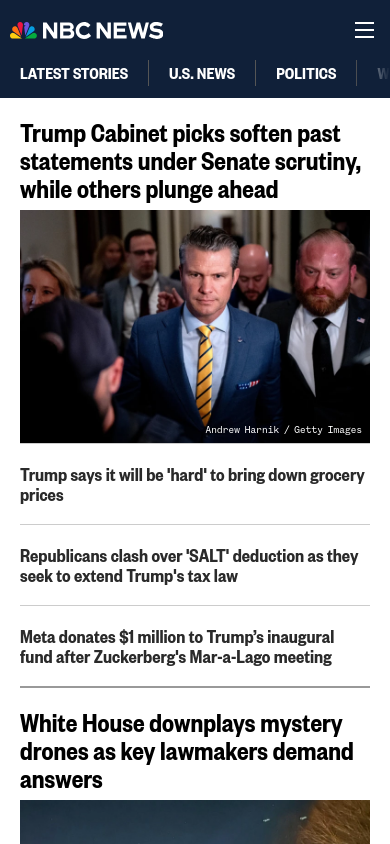 NBC NEWS
LATEST STORIES
U.S. NEWS
POLITICS
Trump Cabinet picks soften past
statements under Senate scrutiny,
while others plunge ahead
Andrew Harnik / Getty Images
Trump says it will be 'hard' to bring down grocery
prices
Republicans clash over 'SALT' deduction as they
seek to extend Trump's tax law
Meta donates $1 million to Trump’s inaugural
fund after Zuckerberg's Mar-a-Lago meeting
White House downplays mystery
drones as key lawmakers demand
answers